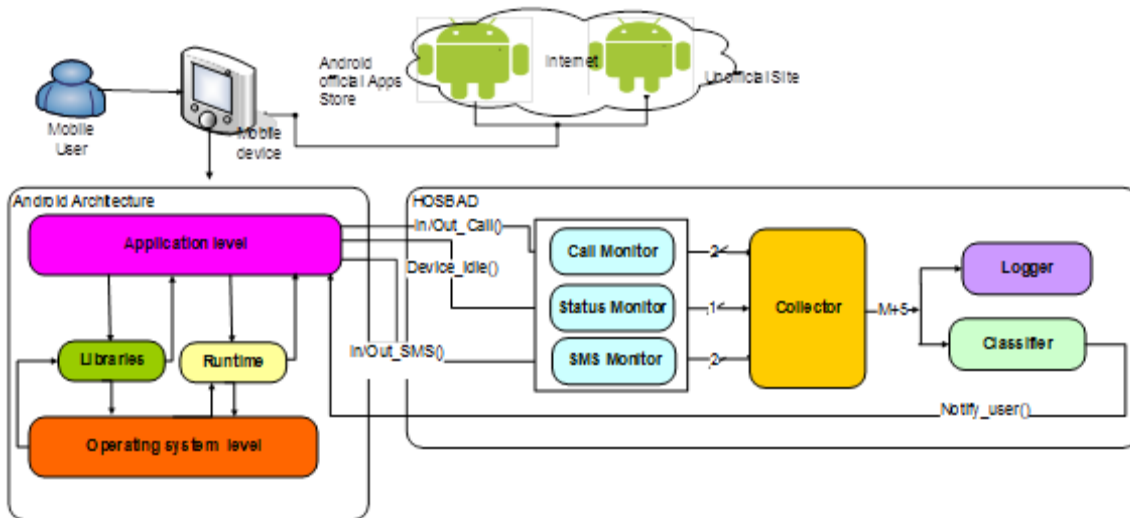 Android
official Apps
Store
Internet
Unofficial Site
Mobile
User
Mobile
device
Android Architecture
HOSBAD
Application level
In/Out_Call()
Device_Idle()
In/Out_SMS()
Call Monitor
Status Monitor
SMS Monitor
2
1
2
Collector
M+5
Logger
Classifier
Libraries
Runtime
Notify_user()
Operating system level